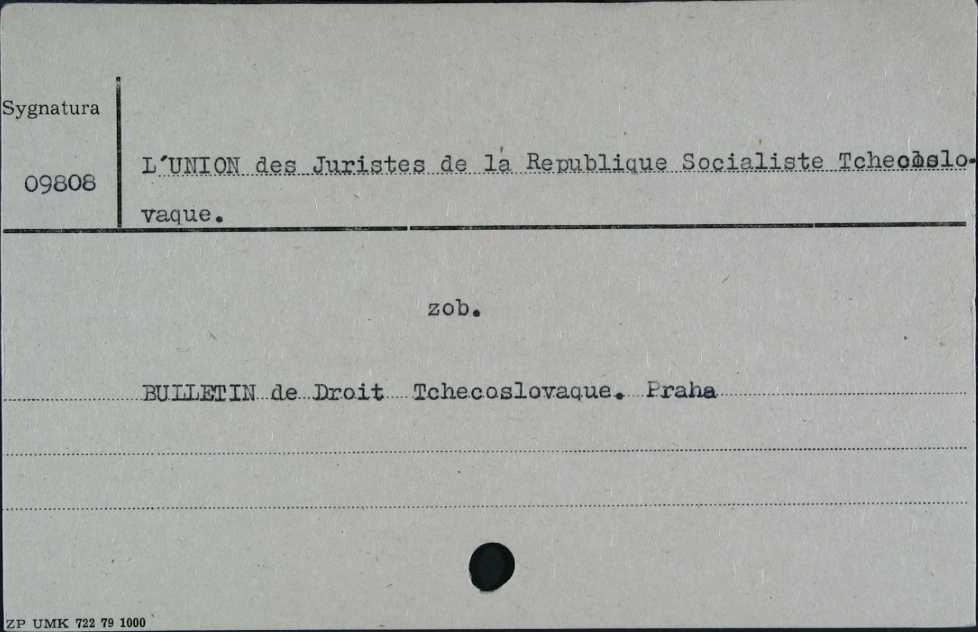 Sygnatura
09808
L'UNION des Juristes de la Republique Socialiste Tchecoslo-
vaque.
zob.
BULLETIN de Droit Tchecoslovaque. Praha
ZP UMK 722 79 1000